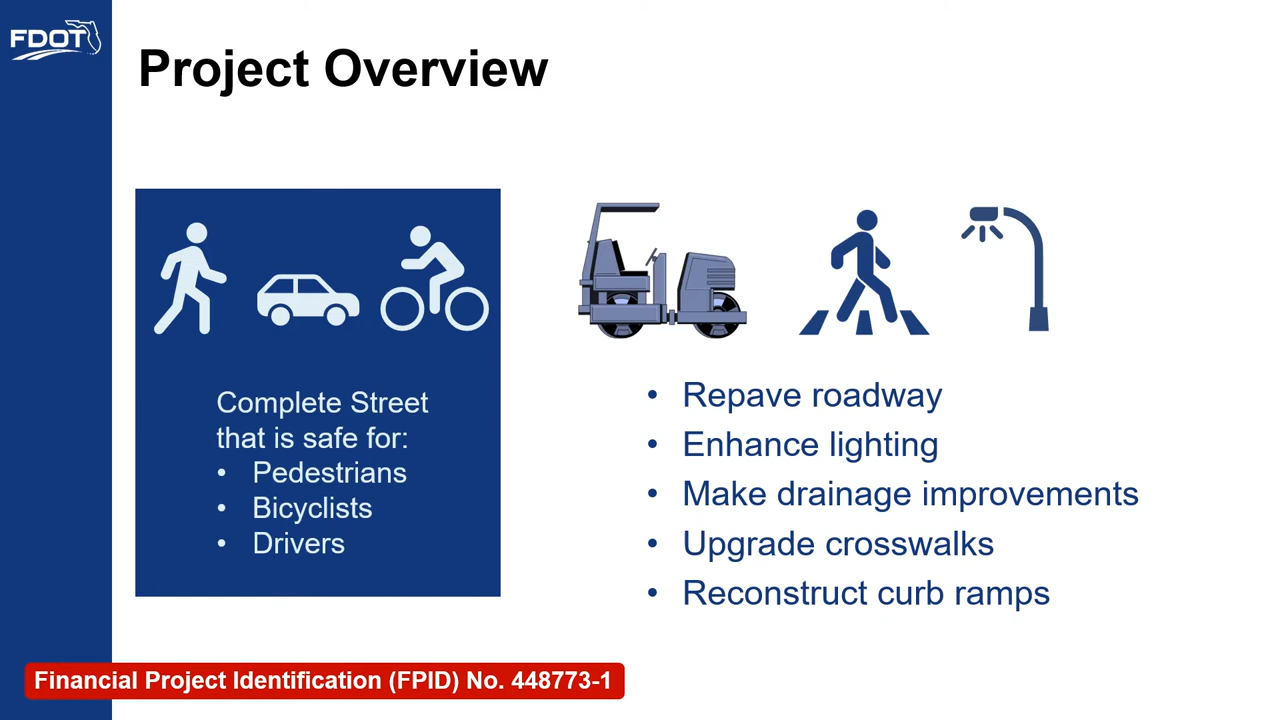 FDOT
Project Overview
Complete Street
that is safe for:
• Pedestrians
• Bicyclists
• Drivers
• Repave roadway
• Enhance lighting
• Make drainage improvements
• Upgrade crosswalks
• Reconstruct curb ramps
Financial Project Identification (FPID) No. 448773-1